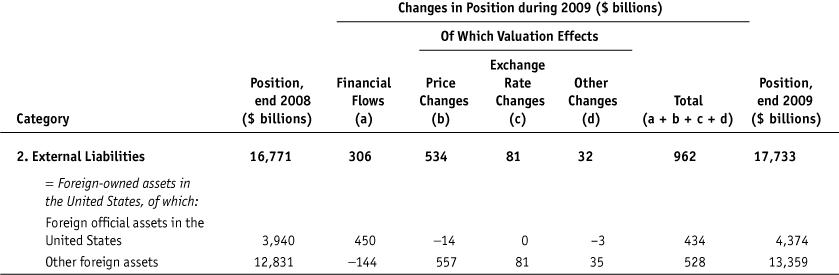 Changes in Position during 2009 ($ billions)
Of Which Valuation Effects
Category
Position, end 2008 ($ billions)
Financial Flows (a)
Price Changes (b)
Exchange Rate Changes (c)
Other Changes (d)
Total (a + b + c + d)
Position, end 2009 ($ billions)
2. External Liabilities 16,771 306 534 81 32 962 17,733
= Foreign-owned assets in
the United States, of which:
Foreign official assets in the
United States 3,940 450 –14 0 –3 434 4,374
Other foreign assets 12,831 –144 557 81 35 528 13,359